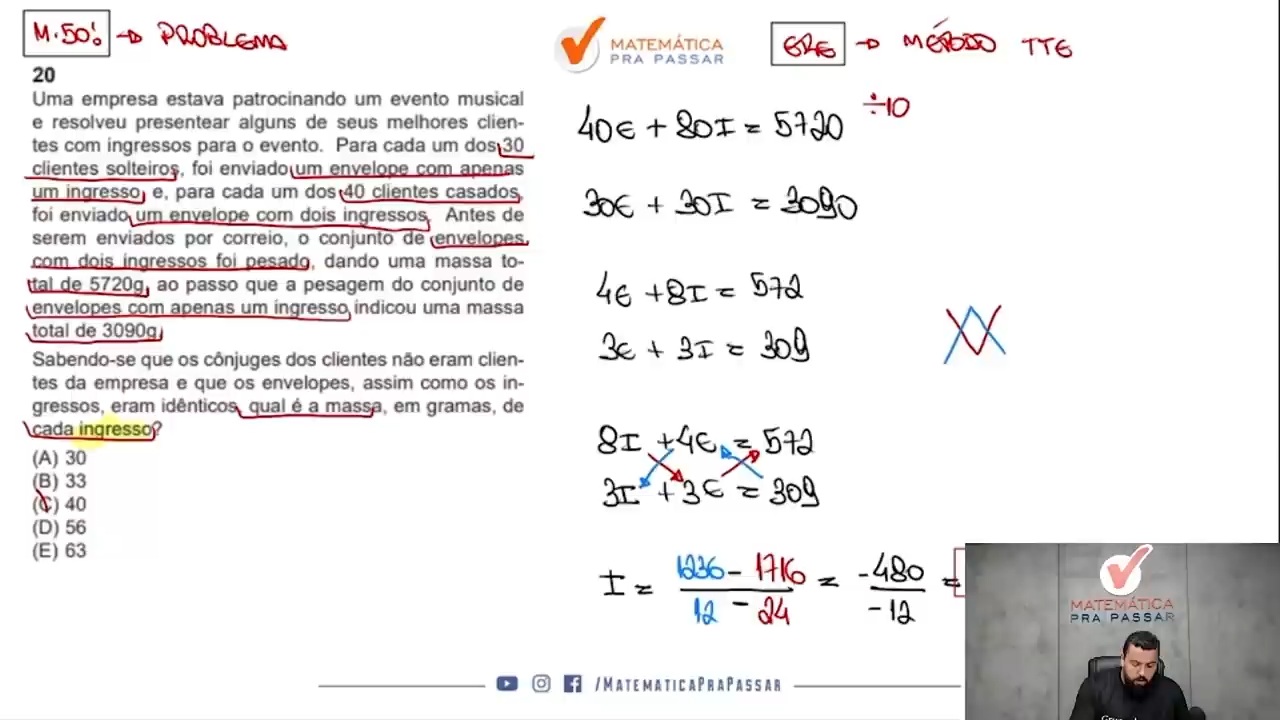 M.50% → PROBLEMA
MATEMÁTICA
PRA PASSAR
GRG → MÉTODO TTG
20
Uma empresa estava patrocinando um evento musical
e resolveu presentear alguns de seus melhores clien-
tes com ingressos para o evento. Para cada um dos 30
clientes solteiros, foi enviado um envelope com apenas
um ingresso e, para cada um dos 40 clientes casados,
foi enviado um envelope com dois ingressos. Antes de
serem enviados por correio, o conjunto de envelopes
com dois ingressos foi pesado, dando uma massa to-
tal de 5720g, ao passo que a pesagem do conjunto de
envelopes com apenas um ingresso indicou uma massa
total de 3090g.
Sabendo-se que os cônjuges dos clientes não eram clien-
tes da empresa e que os envelopes, assim como os in-
gressos, eram idênticos, qual é a massa, em gramas, de
cada ingresso?
(A) 30
(B) 33
(C) 40
(D) 56
(E) 63
40E + 80I = 5720 ÷10
30E + 30I = 3090
4E + 8I = 572
3E + 3I = 309
8I + 4E = 572
3I + 3E = 309
I = 1236 - 1716 = -480 =
12 - 24 -12
MATEMÁTICA
PRA PASSAR
/MATEMATICAPRAPASSAR